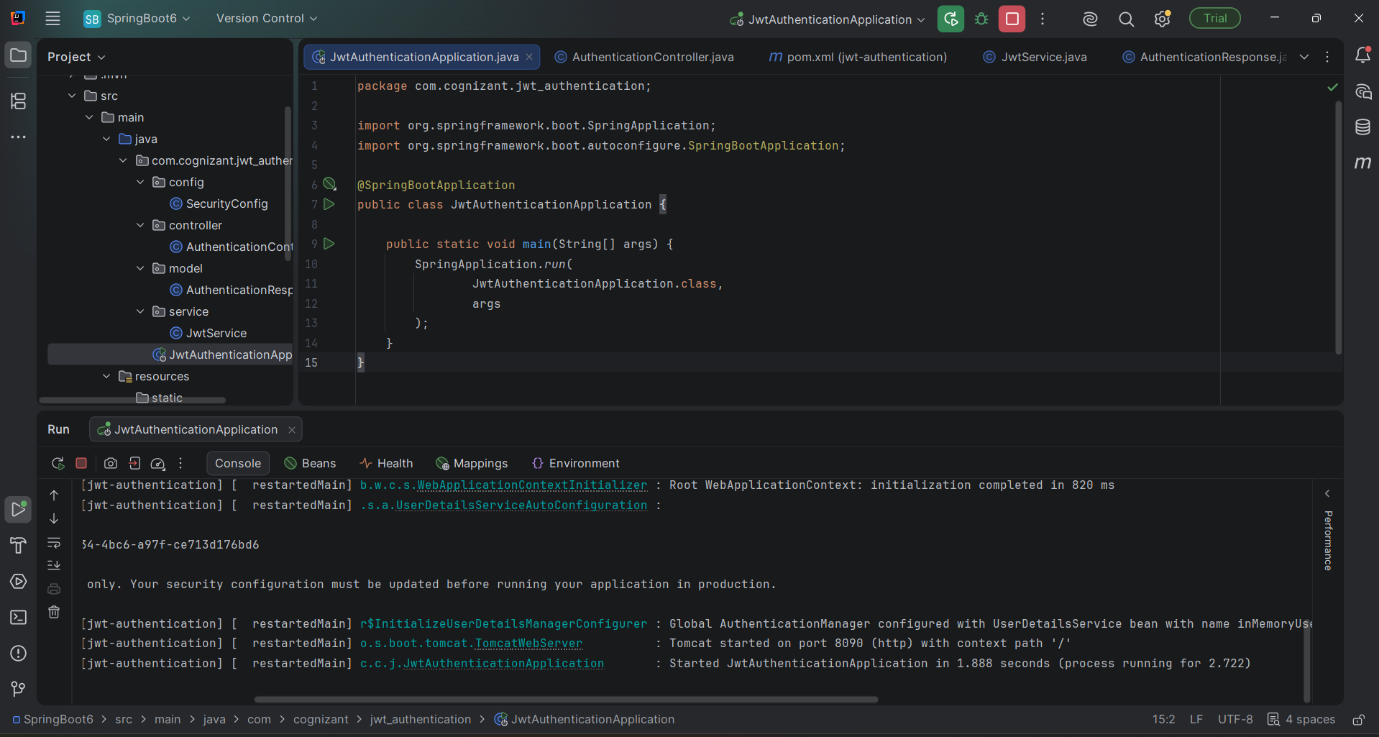 SB SpringBoot6 Version Control JwtAuthenticationApplication Trial
Project
JwtAuthenticationApplication.java AuthenticationController.java m pom.xml (jwt-authentication) JwtService.java AuthenticationResponse.ja
.mvn
src
main
java
com.cognizant.jwt_auther
config
SecurityConfig
controller
AuthenticationCont
model
AuthenticationResp
service
JwtService
JwtAuthenticationApp
resources
static
1 package com.cognizant.jwt_authentication;
2
3 import org.springframework.boot.SpringApplication;
4 import org.springframework.boot.autoconfigure.SpringBootApplication;
5
6 @SpringBootApplication
7 public class JwtAuthenticationApplication {
8
9 public static void main(String[] args) {
10 SpringApplication.run(
11 JwtAuthenticationApplication.class,
12 args
13 );
14 }
15 }
m
Run JwtAuthenticationApplication
Console Beans Health Mappings Environment
[jwt-authentication] [ restartedMain] b.w.c.s.WebApplicationContextInitializer : Root WebApplicationContext: initialization completed in 820 ms
[jwt-authentication] [ restartedMain] .s.a.UserDetailsServiceAutoConfiguration :
34-4bc6-a97f-ce713d176bd6
only. Your security configuration must be updated before running your application in production.
[jwt-authentication] [ restartedMain] r$InitializeUserDetailsManagerConfigurer : Global AuthenticationManager configured with UserDetailsService bean with name inMemoryUse
[jwt-authentication] [ restartedMain] o.s.boot.tomcat.TomcatWebServer : Tomcat started on port 8090 (http) with context path '/'
[jwt-authentication] [ restartedMain] c.c.j.JwtAuthenticationApplication : Started JwtAuthenticationApplication in 1.888 seconds (process running for 2.722)
Performance
SpringBoot6 > src > main > java > com > cognizant > jwt_authentication > JwtAuthenticationApplication 15:2 LF UTF-8 4 spaces